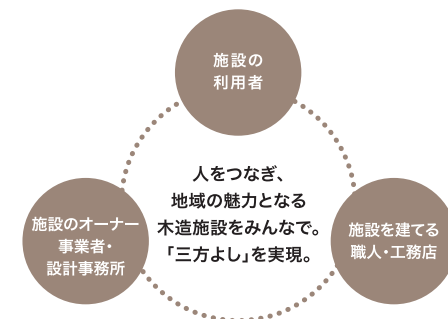 施設の
利用者
人をつなぎ、
地域の魅力となる
木造施設をみんなで。
「三方よし」を実現。
施設のオーナー
事業者・
設計事務所
施設を建てる
職人・工務店